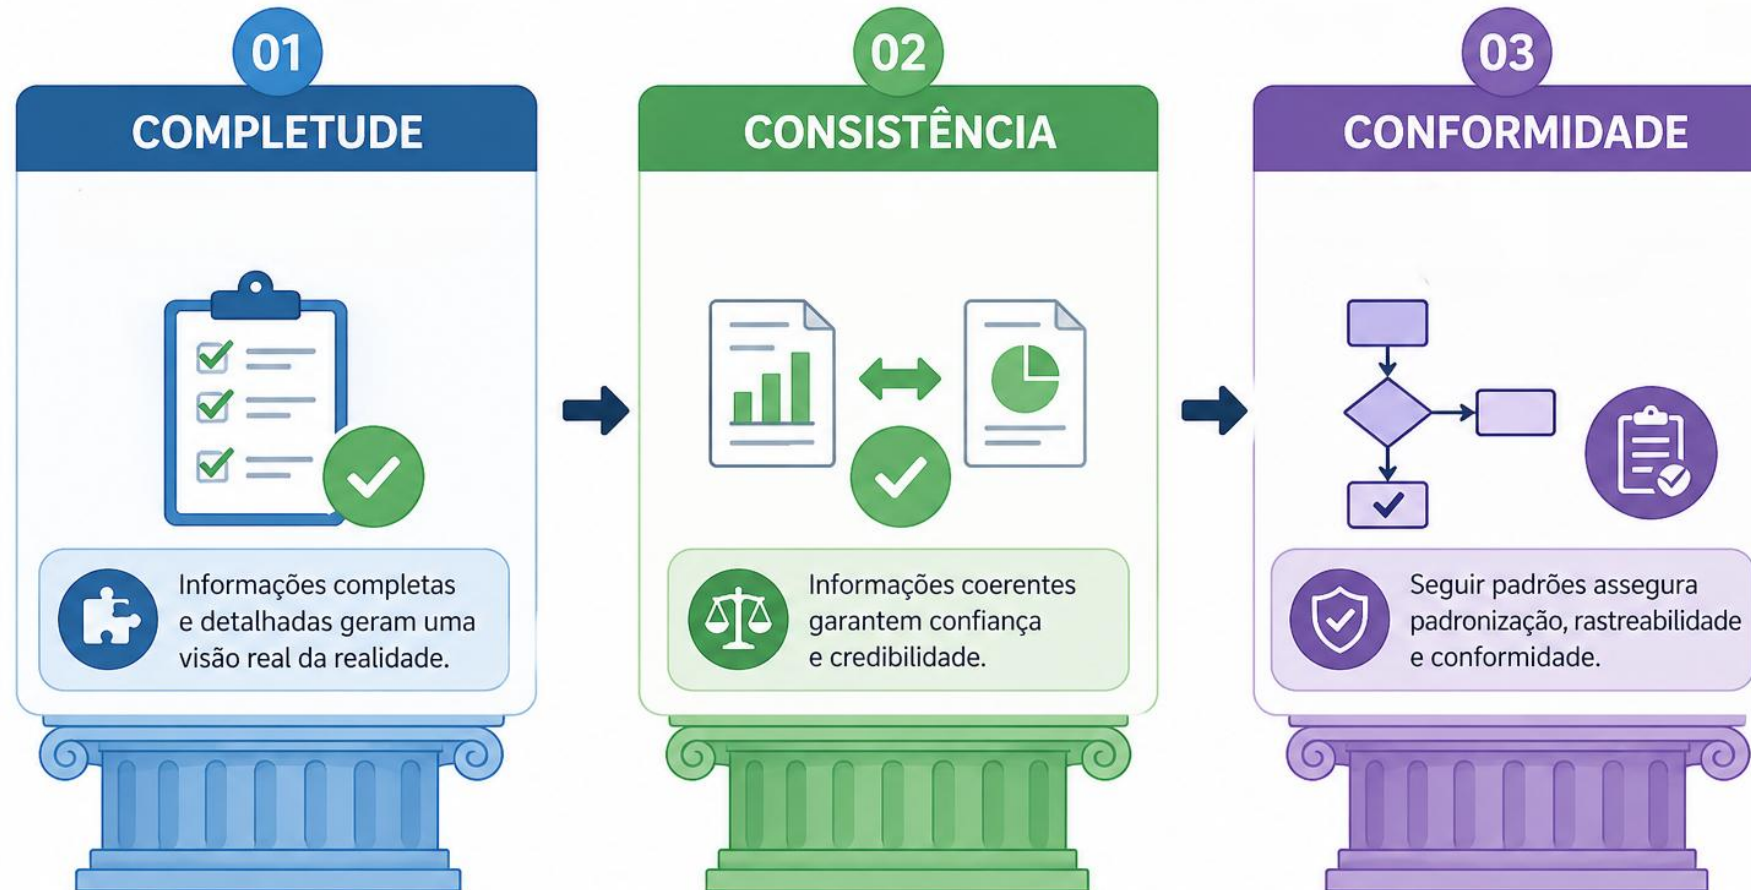 01
COMPLETUDE
Informações completas
e detalhadas geram uma
visão real da realidade.
02
CONSISTÊNCIA
Informações coerentes
garantem confiança
e credibilidade.
03
CONFORMIDADE
Seguir padrões assegura
padronização, rastreabilidade
e conformidade.